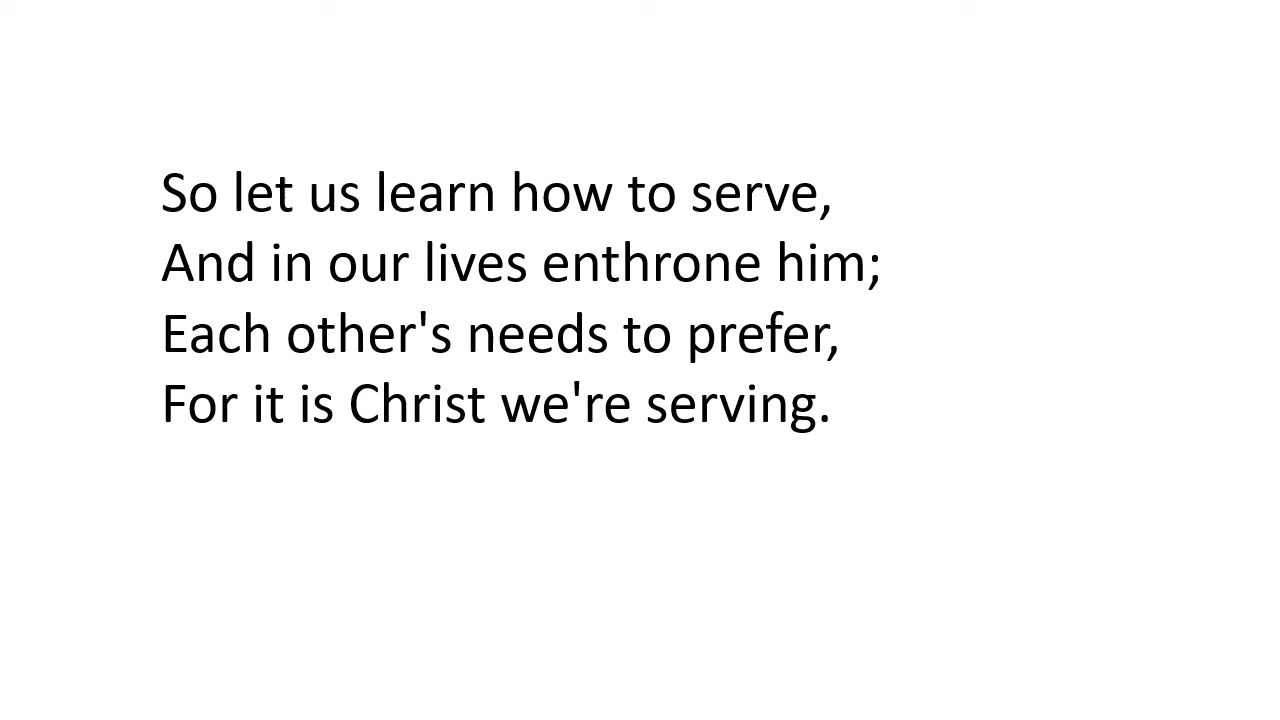 So let us learn how to serve,
And in our lives enthrone him;
Each other's needs to prefer,
For it is Christ we're serving.